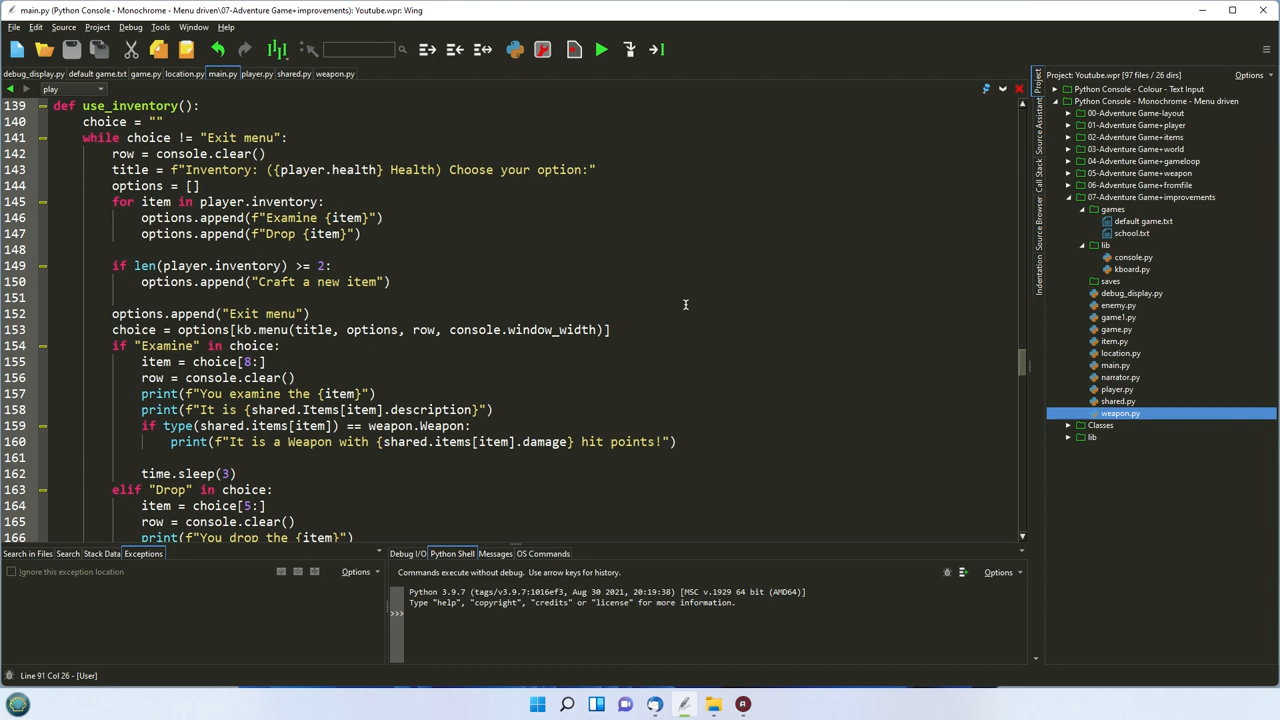 main.py (Python Console - Monochrome - Menu driven\07-Adventure Game+improvements): Youtube.wpr: Wing
File Edit Source Project Debug Tools Window Help
debug_display.py default game.txt game.py location.py main.py player.py shared.py weapon.py
play
139 def use_inventory():
140 choice = ""
141 while choice != "Exit menu":
142 row = console.clear()
143 title = f"Inventory: ({player.health} Health) Choose your option:"
144 options = []
145 for item in player.inventory:
146 options.append(f"Examine {item}")
147 options.append(f"Drop {item}")
148
149 if len(player.inventory) >= 2:
150 options.append("Craft a new item")
151
152 options.append("Exit menu")
153 choice = options[kb.menu(title, options, row, console.window_width)]
154 if "Examine" in choice:
155 item = choice[8:]
156 row = console.clear()
157 print(f"You examine the {item}")
158 print(f"It is {shared.Items[item].description}")
159 if type(shared.items[item]) == weapon.Weapon:
160 print(f"It is a Weapon with {shared.items[item].damage} hit points!")
161
162 time.sleep(3)
163 elif "Drop" in choice:
164 item = choice[5:]
165 row = console.clear()
166 print(f"You drop the {item}")
Project
Source Assistant
Call Stack
Source Browser
Indentation
Project: Youtube.wpr [97 files / 26 dirs]
Options
Python Console - Colour - Text Input
Python Console - Monochrome - Menu driven
00-Adventure Game-layout
01-Adventure Game+player
02-Adventure Game+items
03-Adventure Game+world
04-Adventure Game+gameloop
05-Adventure Game+weapon
06-Adventure Game+fromfile
07-Adventure Game+improvements
games
default game.txt
school.txt
lib
console.py
kboard.py
saves
debug_display.py
enemy.py
game1.py
game.py
item.py
location.py
main.py
narrator.py
player.py
shared.py
weapon.py
Classes
lib
Search in Files Search Stack Data Exceptions
Ignore this exception location
Options
Debug I/O Python Shell Messages OS Commands
Commands execute without debug. Use arrow keys for history.
Options
Python 3.9.7 (tags/v3.9.7:1016ef3, Aug 30 2021, 20:19:38) [MSC v.1929 64 bit (AMD64)]
Type "help", "copyright", "credits" or "license" for more information.
>>>
Line 91 Col 26 - [User]